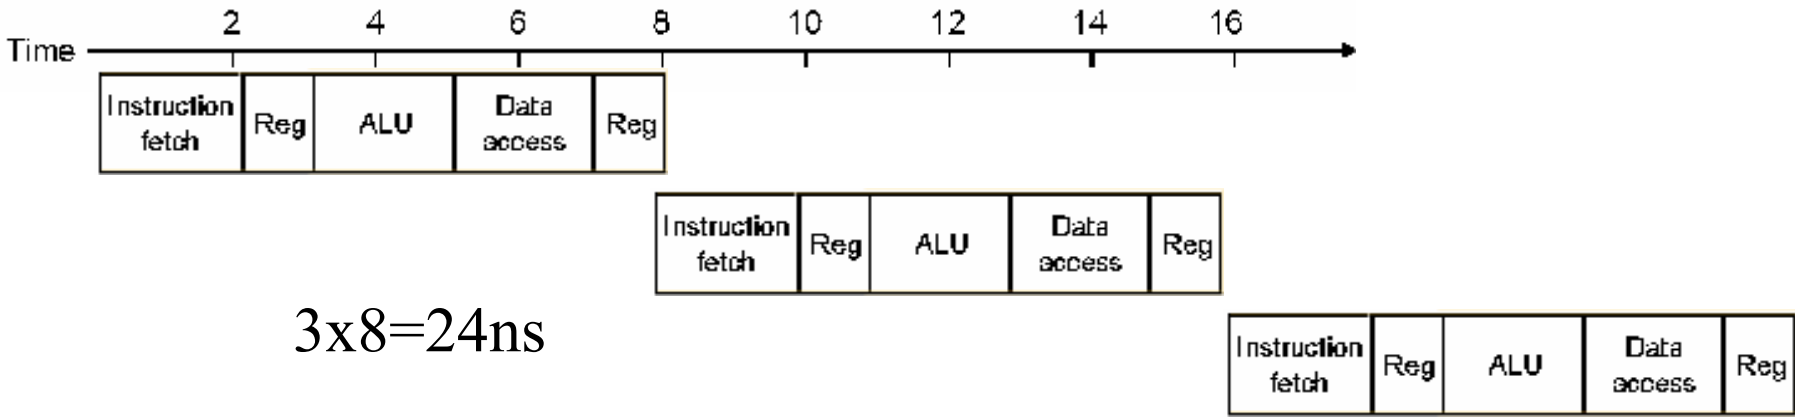 2 4 6 8 10 12 14 16
Time
Instruction fetch Reg ALU Data access Reg
Instruction fetch Reg ALU Data access Reg
3x8=24ns
Instruction fetch Reg ALU Data access Reg